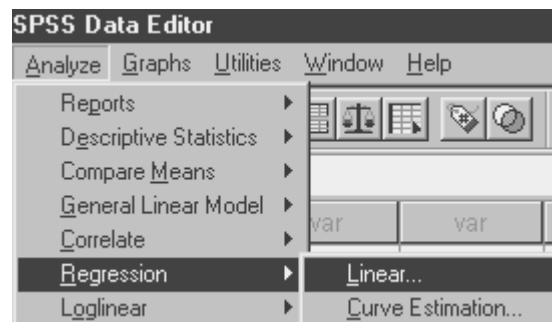 SPSS Data Editor
Analyze Graphs Utilities Window Help
Reports
Descriptive Statistics
Compare Means
General Linear Model
var var
Correlate
Regression Linear...
Loglinear Curve Estimation...